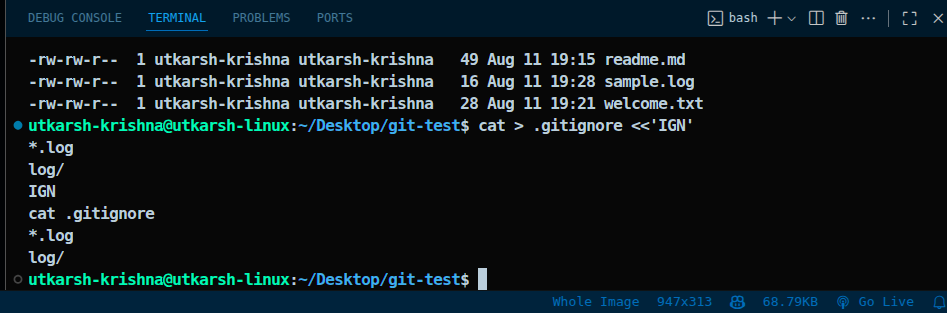 DEBUG CONSOLE TERMINAL PROBLEMS PORTS bash
-rw-rw-r--  1 utkarsh-krishna utkarsh-krishna   49 Aug 11 19:15 readme.md
-rw-rw-r--  1 utkarsh-krishna utkarsh-krishna   16 Aug 11 19:28 sample.log
-rw-rw-r--  1 utkarsh-krishna utkarsh-krishna   28 Aug 11 19:21 welcome.txt
utkarsh-krishna@utkarsh-linux:~/Desktop/git-test$ cat > .gitignore <<'IGN'
*.log
log/
IGN
cat .gitignore
*.log
log/
utkarsh-krishna@utkarsh-linux:~/Desktop/git-test$
Whole Image 947x313 68.79KB Go Live